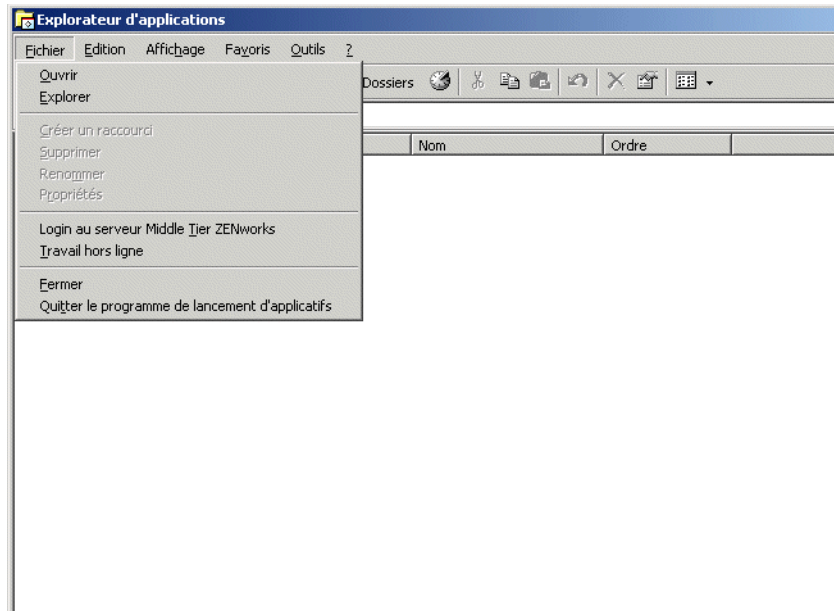 Explorateur d'applications
Fichier Edition Affichage Favoris Outils ?
Dossiers
Ouvrir
Explorer
Créer un raccourci
Supprimer
Renommer
Propriétés
Login au serveur Middle Tier ZENworks
Travail hors ligne
Fermer
Quitter le programme de lancement d'applicatifs
Nom Ordre